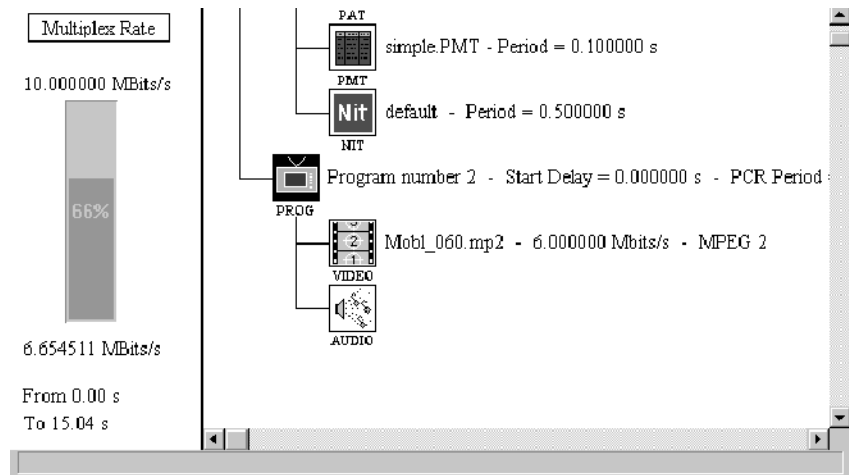 Multiplex Rate
10.000000 MBits/s
66%
6.654511 MBits/s
From 0.00 s
To 15.04 s
PAT
simple.PMT - Period = 0.100000 s
PMT
Nit
default - Period = 0.500000 s
NIT
Program number 2 - Start Delay = 0.000000 s - PCR Period =
PROG
Mobl_060.mp2 - 6.000000 Mbits/s - MPEG 2
2
1
VIDEO
AUDIO